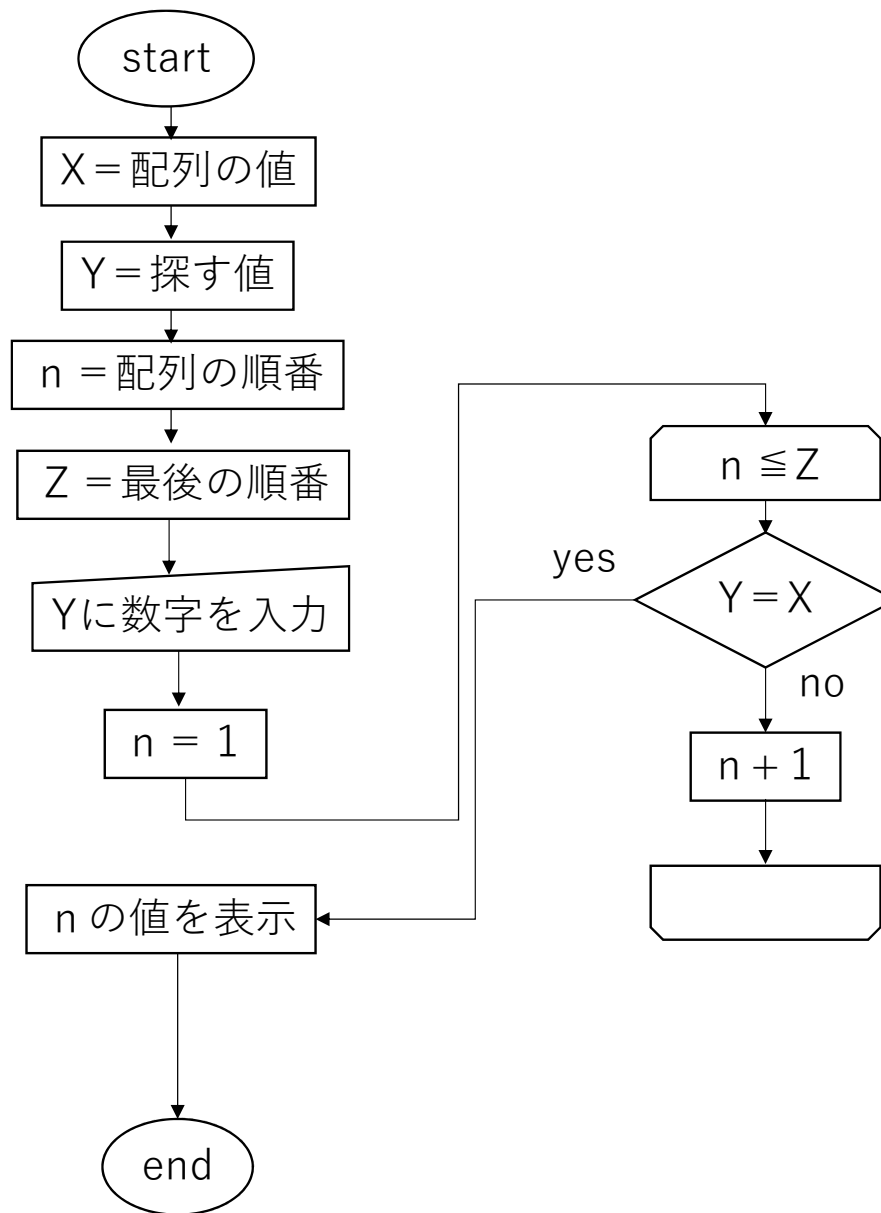 start
X＝配列の値
Y＝探す値
n ＝配列の順番
Z ＝最後の順番
Yに数字を入力
n = 1
n の値を表示
end
n ≦ Z
yes
Y＝X
no
n + 1